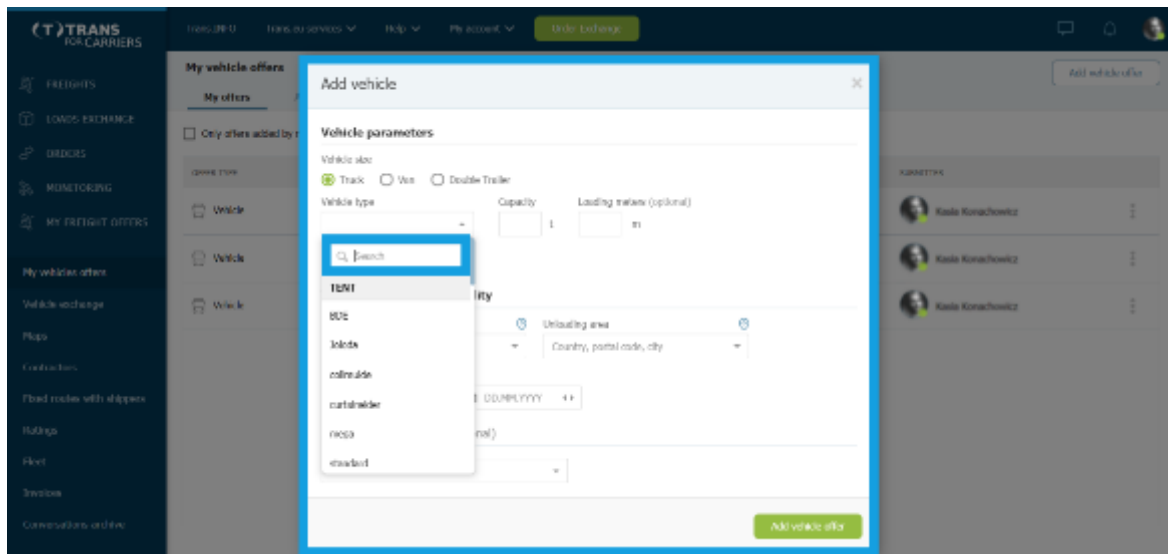 (T)TRANS
FOR CARRIERS
Trans.INFO
Trans.eu services
Help
My account
Order Exchange
FREIGHTS
LOADS EXCHANGE
ORDERS
MONITORING
MY FREIGHT OFFERS
My vehicles offers
Vehicle exchange
Maps
Contractors
Fixed routes with shippers
Ratings
Fleet
Invoices
Conversations archive
My vehicle offers
Add vehicle offer
My offers
Only offers added by
Vehicle
Kasia Konachowicz
Vehicle
Kasia Konachowicz
Vehicle
Kasia Konachowicz
Add vehicle
Vehicle parameters
Vehicle size
Truck
Van
Double Trailer
Vehicle type
Capacity
Loading meters (optional)
t
m
Search
TENT
BDE
Joloda
coilmulde
curtainsider
mega
standard
Unloading area
Country, postal code, city
DD.MM.YYYY
Add vehicle offer